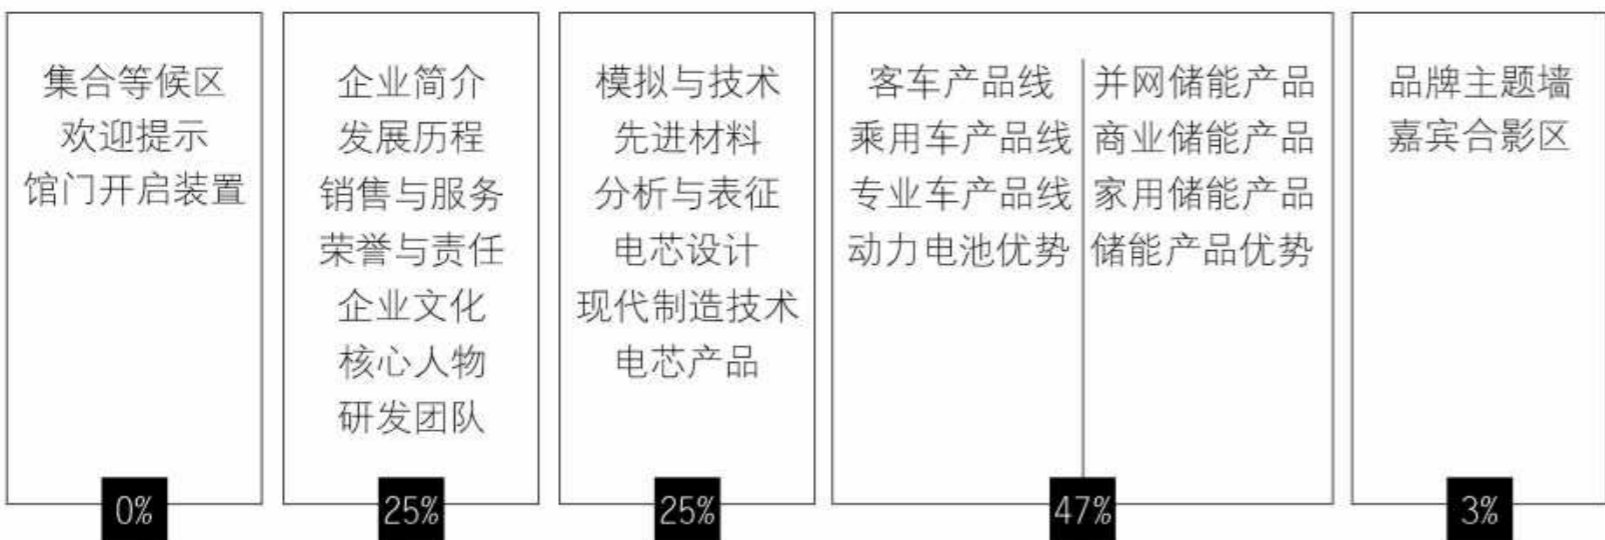 集合等候区
欢迎提示
馆门开启装置
0%
企业简介
发展历程
销售与服务
荣誉与责任
企业文化
核心人物
研发团队
25%
模拟与技术
先进材料
分析与表征
电芯设计
现代制造技术
电芯产品
25%
客车产品线
乘用车产品线
专业车产品线
动力电池优势
并网储能产品
商业储能产品
家用储能产品
储能产品优势
47%
品牌主题墙
嘉宾合影区
3%